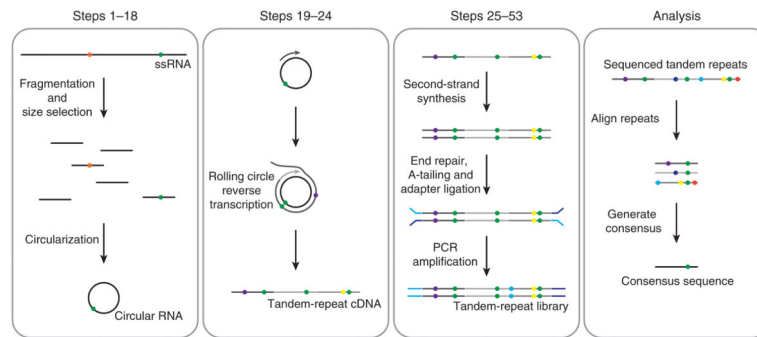 Steps 1–18
ssRNA
Fragmentation
and
size selection
Circularization
Circular RNA
Steps 19–24
Rolling circle
reverse
transcription
Tandem-repeat cDNA
Steps 25–53
Second-strand
synthesis
End repair,
A-tailing and
adapter ligation
PCR
amplification
Tandem-repeat library
Analysis
Sequenced tandem repeats
Align repeats
Generate
consensus
Consensus sequence